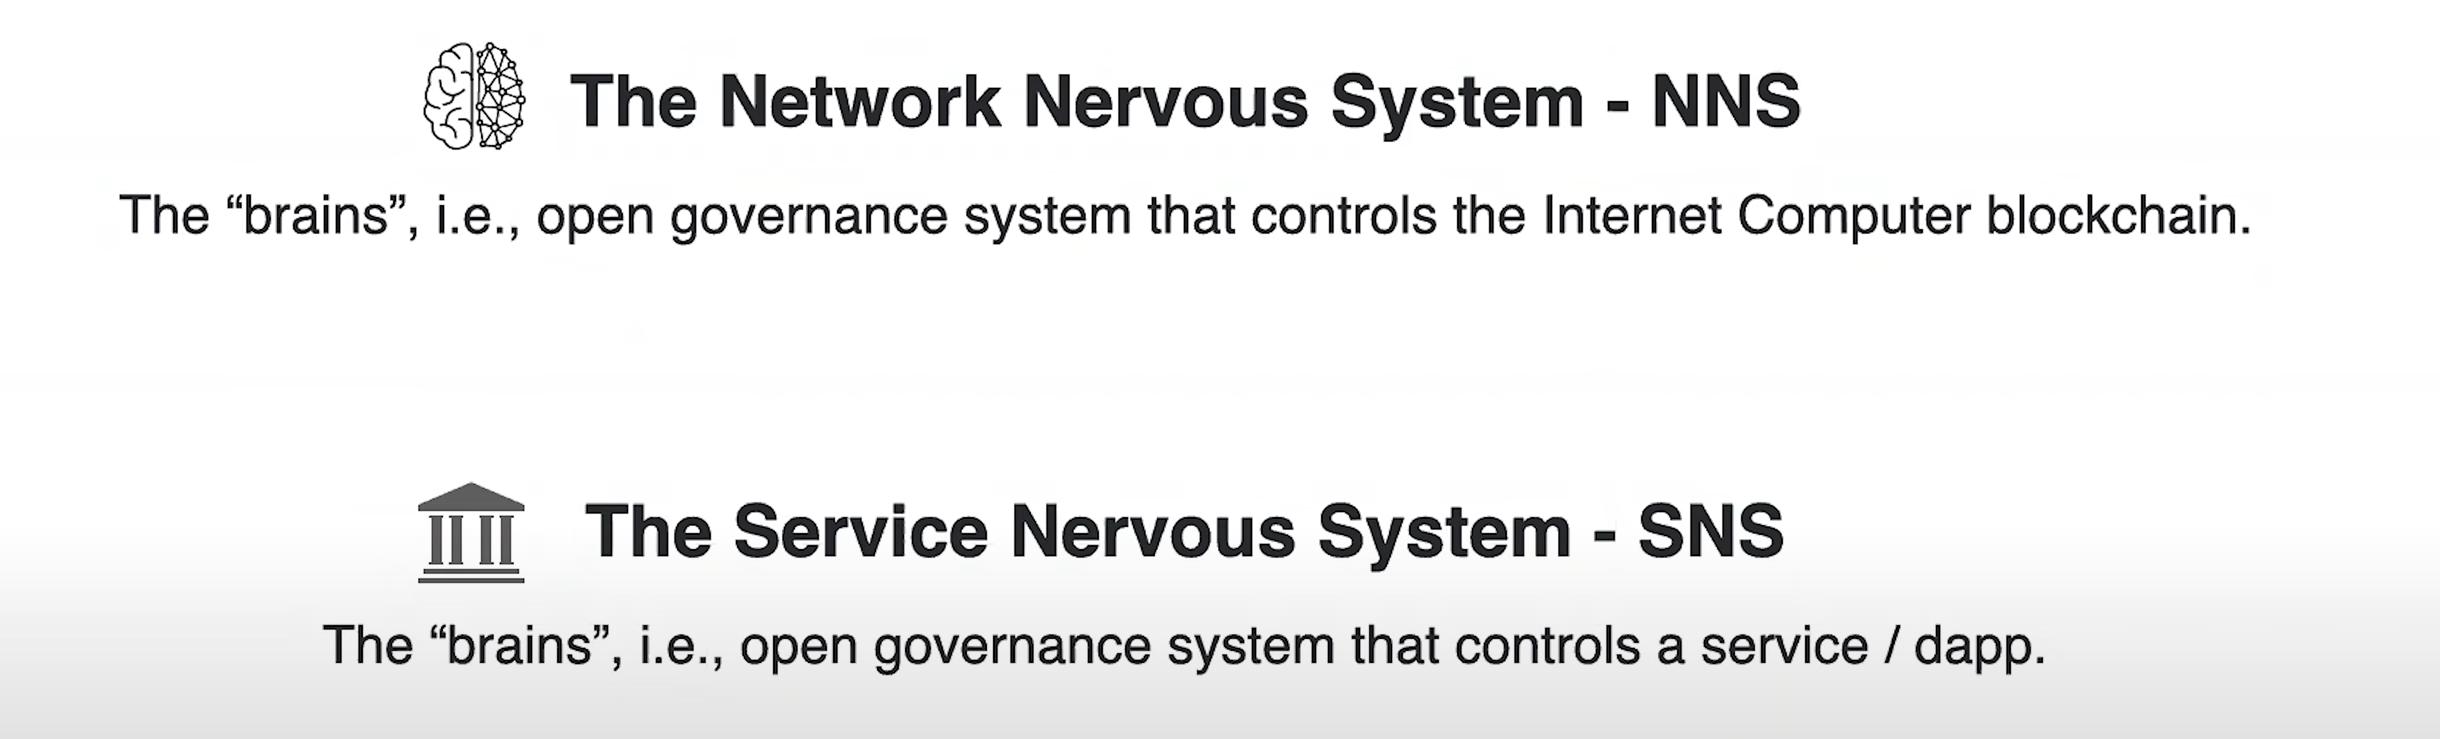 The Network Nervous System - NNS
The “brains”, i.e., open governance system that controls the Internet Computer blockchain.
The Service Nervous System - SNS
The “brains”, i.e., open governance system that controls a service / dapp.